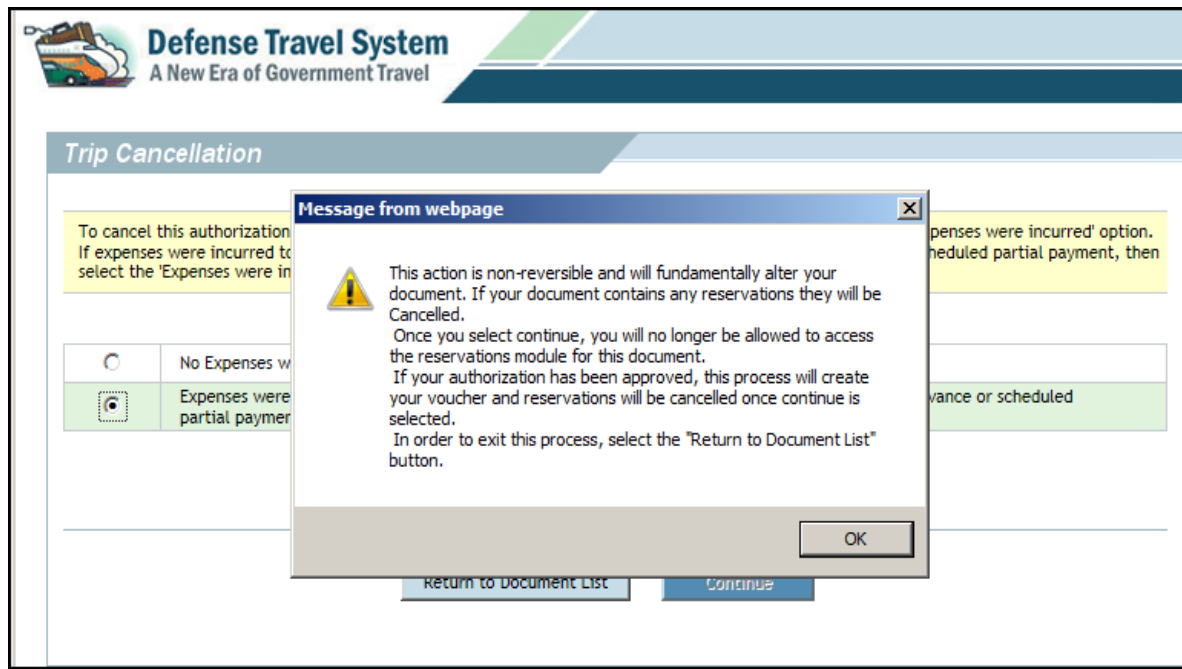 Defense Travel System
A New Era of Government Travel
Trip Cancellation
Message from webpage
To cancel this authorization
penses were incurred' option.
If expenses were incurred to
heduled partial payment, then
select the 'Expenses were in
This action is non-reversible and will fundamentally alter your
document. If your document contains any reservations they will be
Cancelled.
Once you select continue, you will no longer be allowed to access
the reservations module for this document.
If your authorization has been approved, this process will create
your voucher and reservations will be cancelled once continue is
selected.
In order to exit this process, select the "Return to Document List"
button.
No Expenses w
Expenses were
vance or scheduled
partial paymen
OK
Return to Document List
Continue